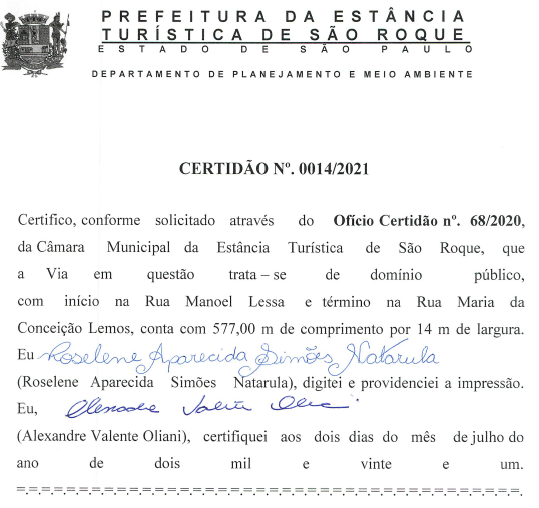 PREFEITURA DA ESTÂNCIA
TURÍSTICA DE SÃO ROQUE
ESTADO DE SÃO PAULO
DEPARTAMENTO DE PLANEJAMENTO E MEIO AMBIENTE
CERTIDÃO Nº. 0014/2021
Certifico, conforme solicitado através do Ofício Certidão nº. 68/2020,
da Câmara Municipal da Estância Turística de São Roque, que
a Via em questão trata – se de domínio público,
com início na Rua Manoel Lessa e término na Rua Maria da
Conceição Lemos, conta com 577,00 m de comprimento por 14 m de largura.
Eu Roselene Aparecida Simões Natarula
(Roselene Aparecida Simões Natarula), digitei e providenciei a impressão.
Eu,
(Alexandre Valente Oliani), certifiquei aos dois dias do mês de julho do
ano de dois mil e vinte e um.